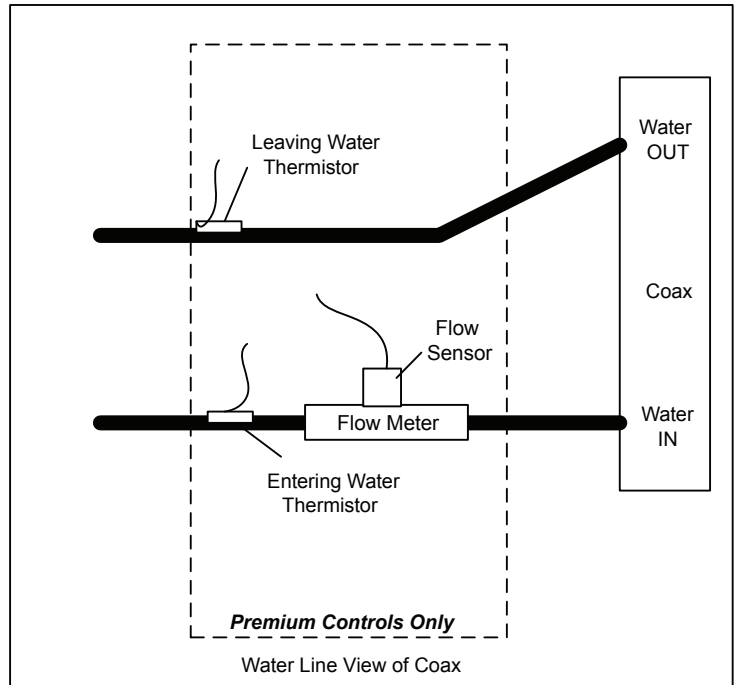 Leaving Water
Thermistor
Water
OUT
Coax
Flow
Sensor
Flow Meter
Water
IN
Entering Water
Thermistor
Premium Controls Only
Water Line View of Coax